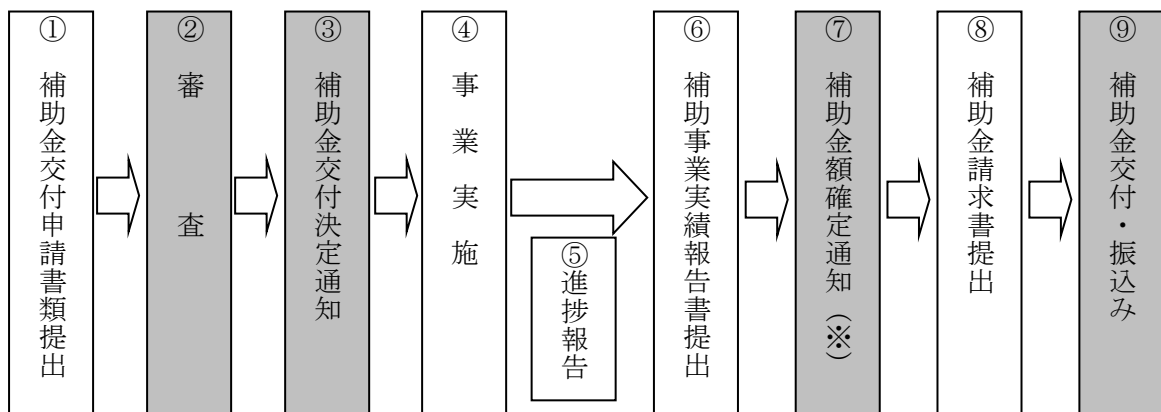 ①補助金交付申請書類提出
②審査
③補助金交付決定通知
④事業実施
⑤進捗報告
⑥補助事業実績報告書提出
⑦補助金額確定通知（※）
⑧補助金請求書提出
⑨補助金交付・振込み